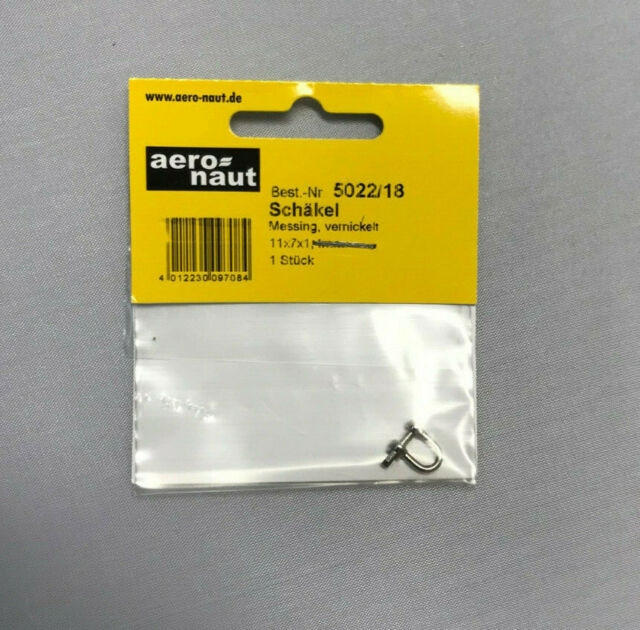 www.aero-naut.de
aero-
naut
Best.-Nr 5022/18
Schäkel
Messing, vernickelt
11x7x1,
1 Stück
4 012230 097084